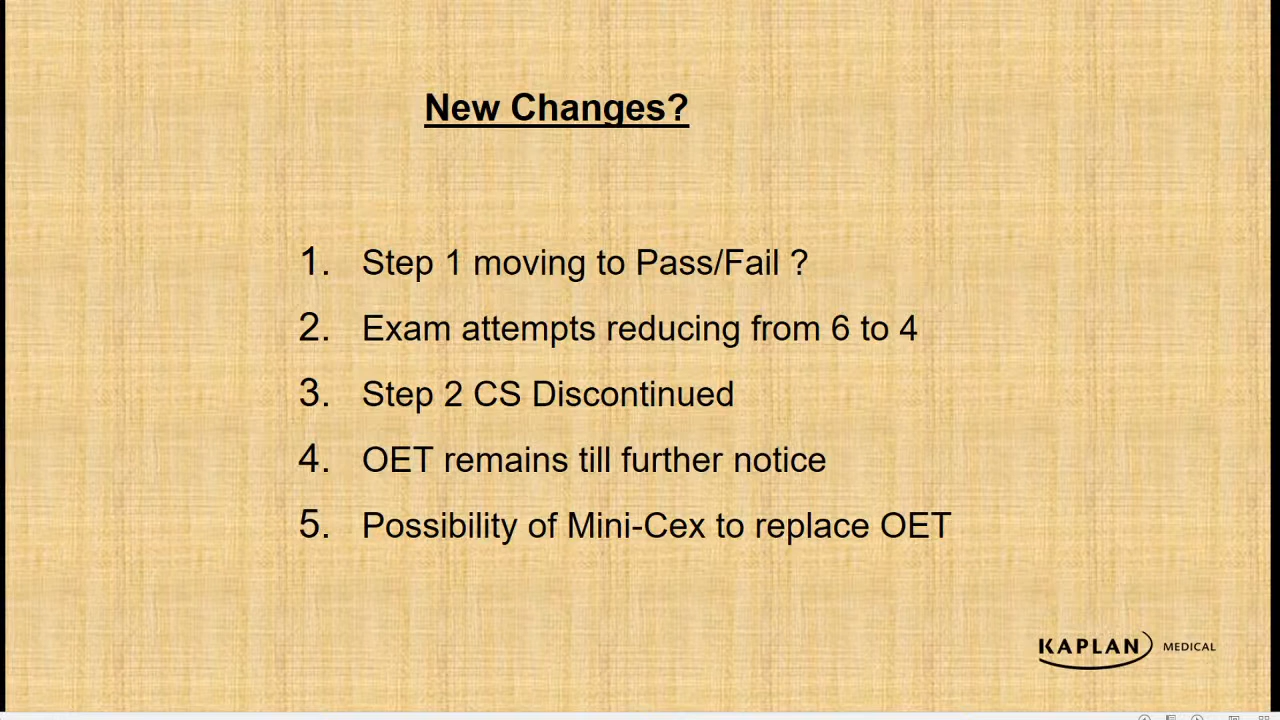 New Changes?
1. Step 1 moving to Pass/Fail ?
2. Exam attempts reducing from 6 to 4
3. Step 2 CS Discontinued
4. OET remains till further notice
5. Possibility of Mini-Cex to replace OET
KAPLAN MEDICAL